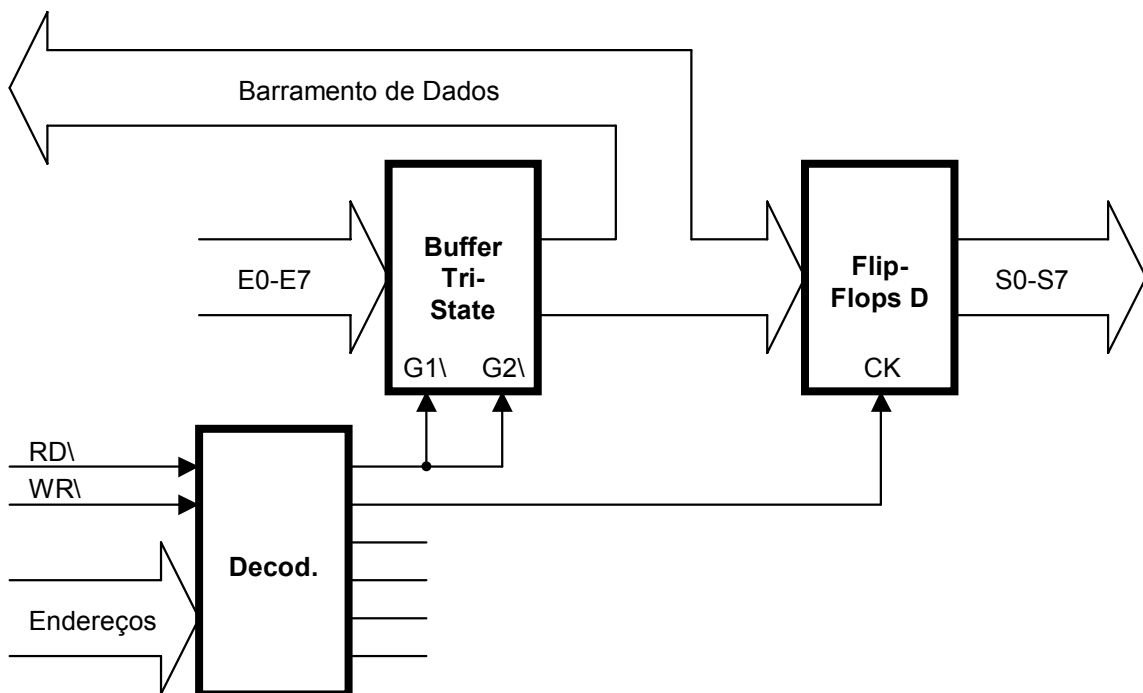 Barramento de Dados
E0-E7
Buffer
Tri-
State
G1\ G2\
Flip-
Flops D
CK
S0-S7
RD\
WR\
Decod.
Endereços